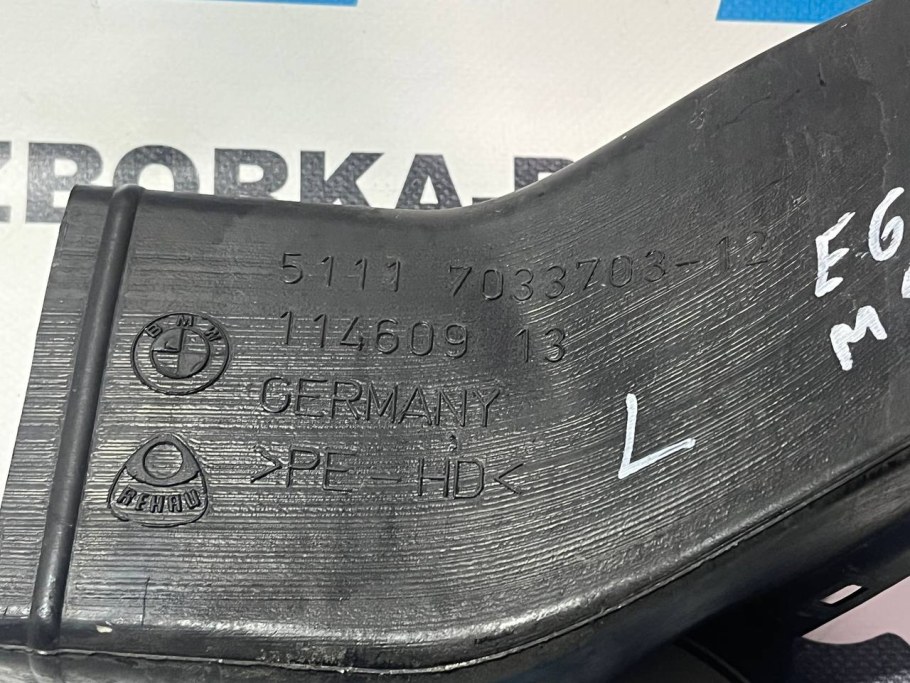 ZBORKA-
5111 7033703-12
114609 13
BMW
GERMANY
>PE-HD<
REHAU
E6
M
L